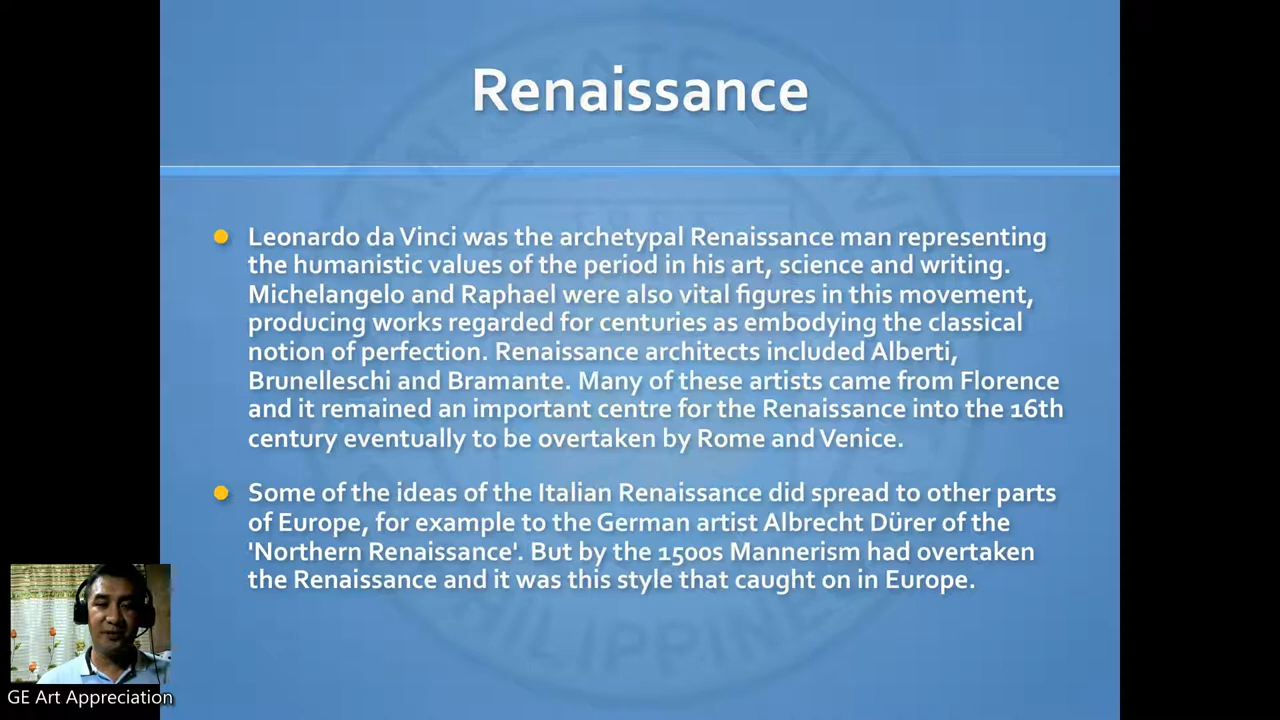 Renaissance
Leonardo da Vinci was the archetypal Renaissance man representing
the humanistic values of the period in his art, science and writing.
Michelangelo and Raphael were also vital figures in this movement,
producing works regarded for centuries as embodying the classical
notion of perfection. Renaissance architects included Alberti,
Brunelleschi and Bramante. Many of these artists came from Florence
and it remained an important centre for the Renaissance into the 16th
century eventually to be overtaken by Rome and Venice.
Some of the ideas of the Italian Renaissance did spread to other parts
of Europe, for example to the German artist Albrecht Dürer of the
'Northern Renaissance'. But by the 1500s Mannerism had overtaken
the Renaissance and it was this style that caught on in Europe.
GE Art Appreciation